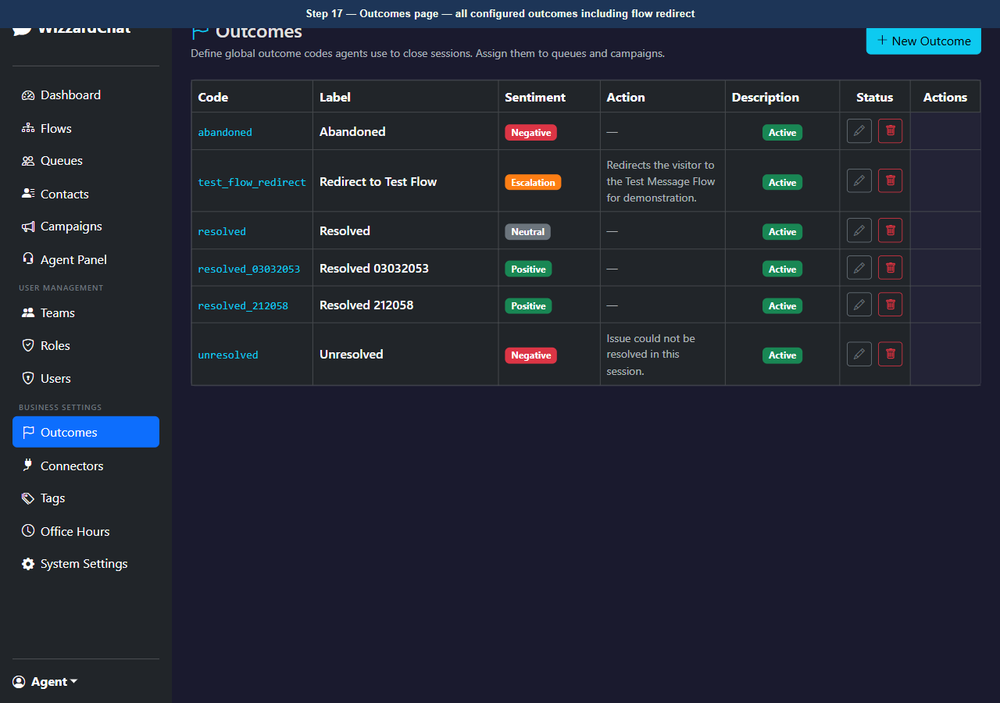 Step 17 — Outcomes page — all configured outcomes including flow redirect
WizzardChat
Dashboard
Flows
Queues
Contacts
Campaigns
Agent Panel
USER MANAGEMENT
Teams
Roles
Users
BUSINESS SETTINGS
Outcomes
Connectors
Tags
Office Hours
System Settings
Agent
Outcomes
Define global outcome codes agents use to close sessions. Assign them to queues and campaigns.
+ New Outcome
Code Label Sentiment Action Description Status Actions
abandoned Abandoned Negative — Active
test_flow_redirect Redirect to Test Flow Escalation Redirects the visitor to
the Test Message Flow
for demonstration. Active
resolved Resolved Neutral — Active
resolved_03032053 Resolved 03032053 Positive — Active
resolved_212058 Resolved 212058 Positive — Active
unresolved Unresolved Negative Issue could not be
resolved in this
session. Active